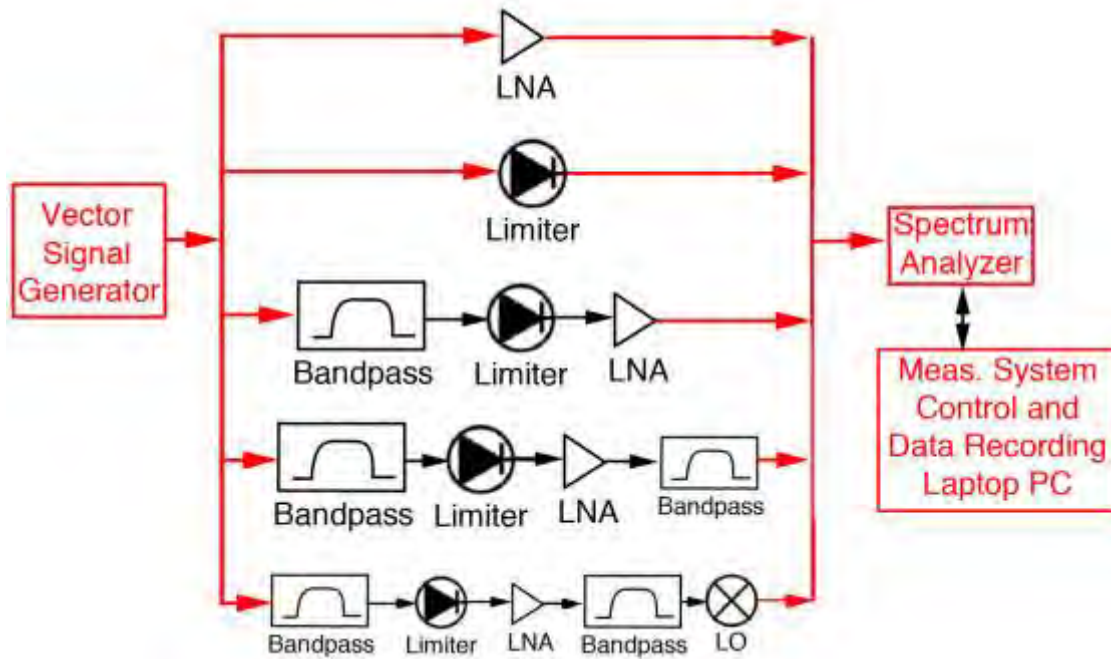 LNA
Limiter
Vector
Signal
Generator
Spectrum
Analyzer
Bandpass
Limiter
LNA
Meas. System
Control and
Data Recording
Laptop PC
Bandpass
Limiter
LNA
Bandpass
Bandpass
Limiter
LNA
Bandpass
LO